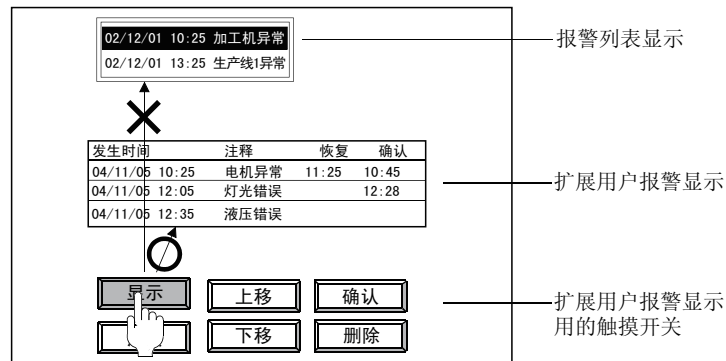 02/12/01 10:25 加工机异常
02/12/01 13:25 生产线1异常
报警列表显示
发生时间 注释 恢复 确认
04/11/05 10:25 电机异常 11:25 10:45
04/11/05 12:05 灯光错误 12:28
04/11/05 12:35 液压错误
扩展用户报警显示
显示 上移 确认
下移 删除
扩展用户报警显示
用的触摸开关